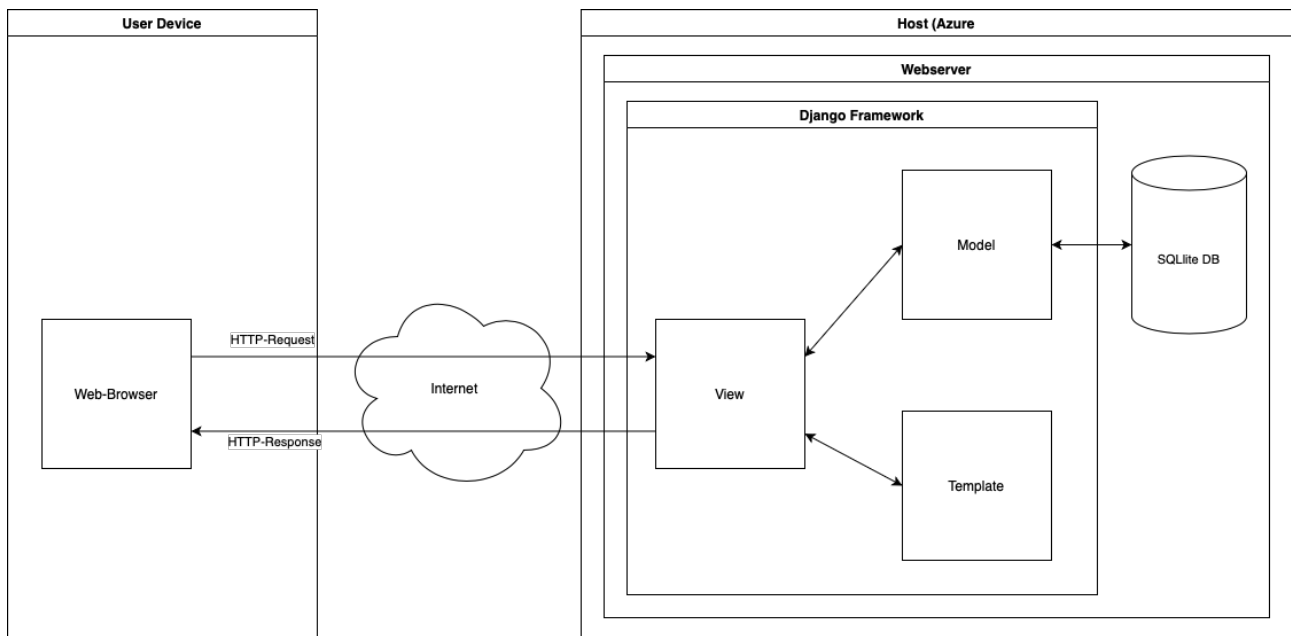 User Device
Host (Azure
Webserver
Django Framework
Model
SQLlite DB
HTTP-Request
Web-Browser
Internet
View
HTTP-Response
Template